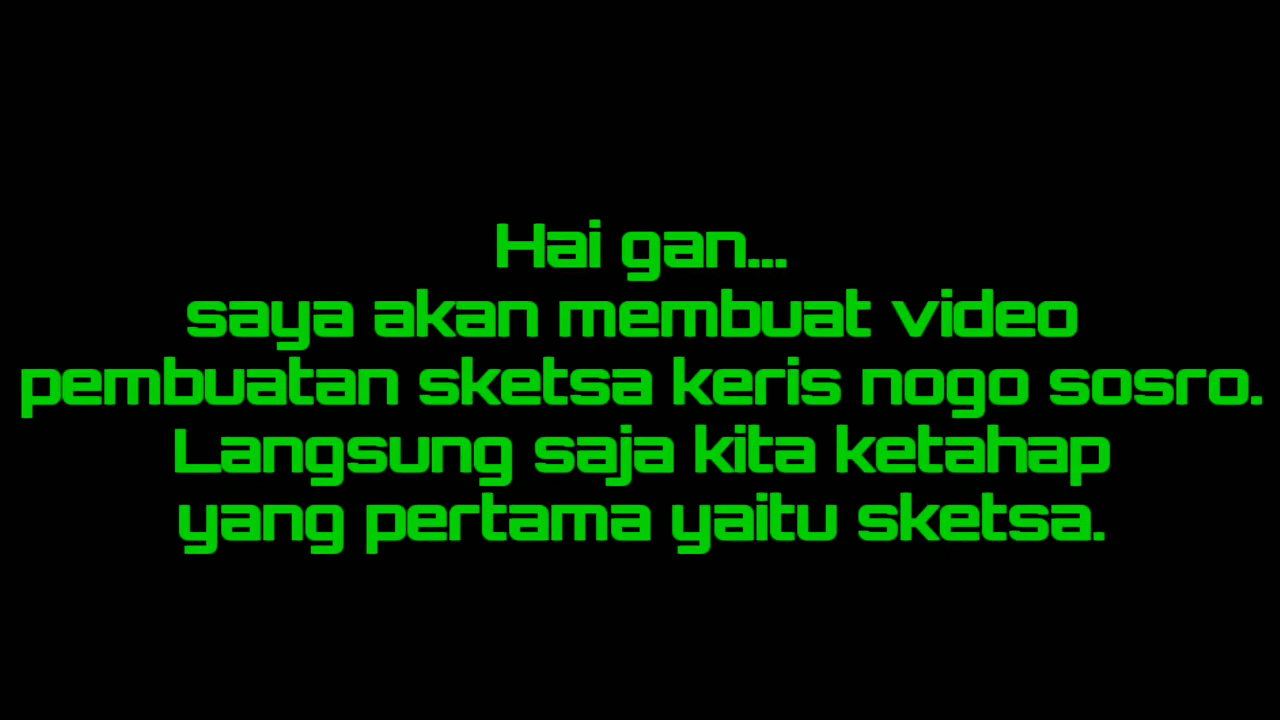 Hai gan...
saya akan membuat video
pembuatan sketsa keris nogo sosro.
Langsung saja kita ketahap
yang pertama yaitu sketsa.